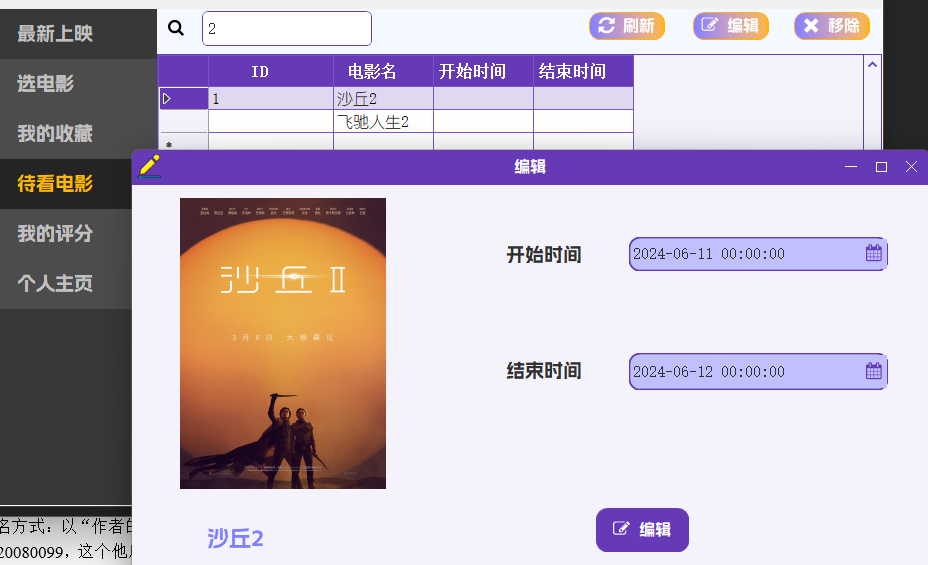 最新上映
选电影
我的收藏
待看电影
我的评分
个人主页
2
刷新
编辑
移除
ID 电影名 开始时间 结束时间
1 沙丘2
飞驰人生2
编辑
沙丘 II
3月8日 大银幕见
沙丘2
开始时间 2024-06-11 00:00:00
结束时间 2024-06-12 00:00:00
编辑
名方式：以“作者的
20080099，这个他